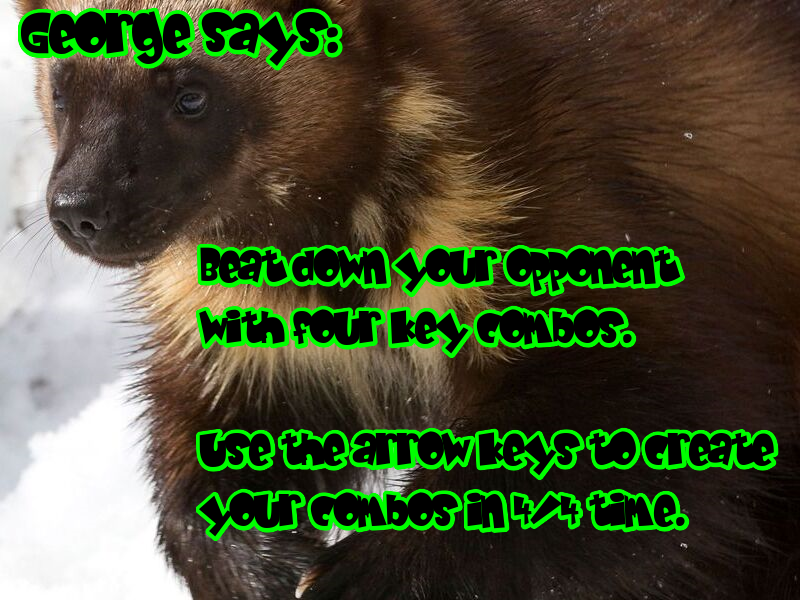 George says:
Beat down your opponent
with four key combos.
Use the arrow keys to create
your combos in 4/4 time.